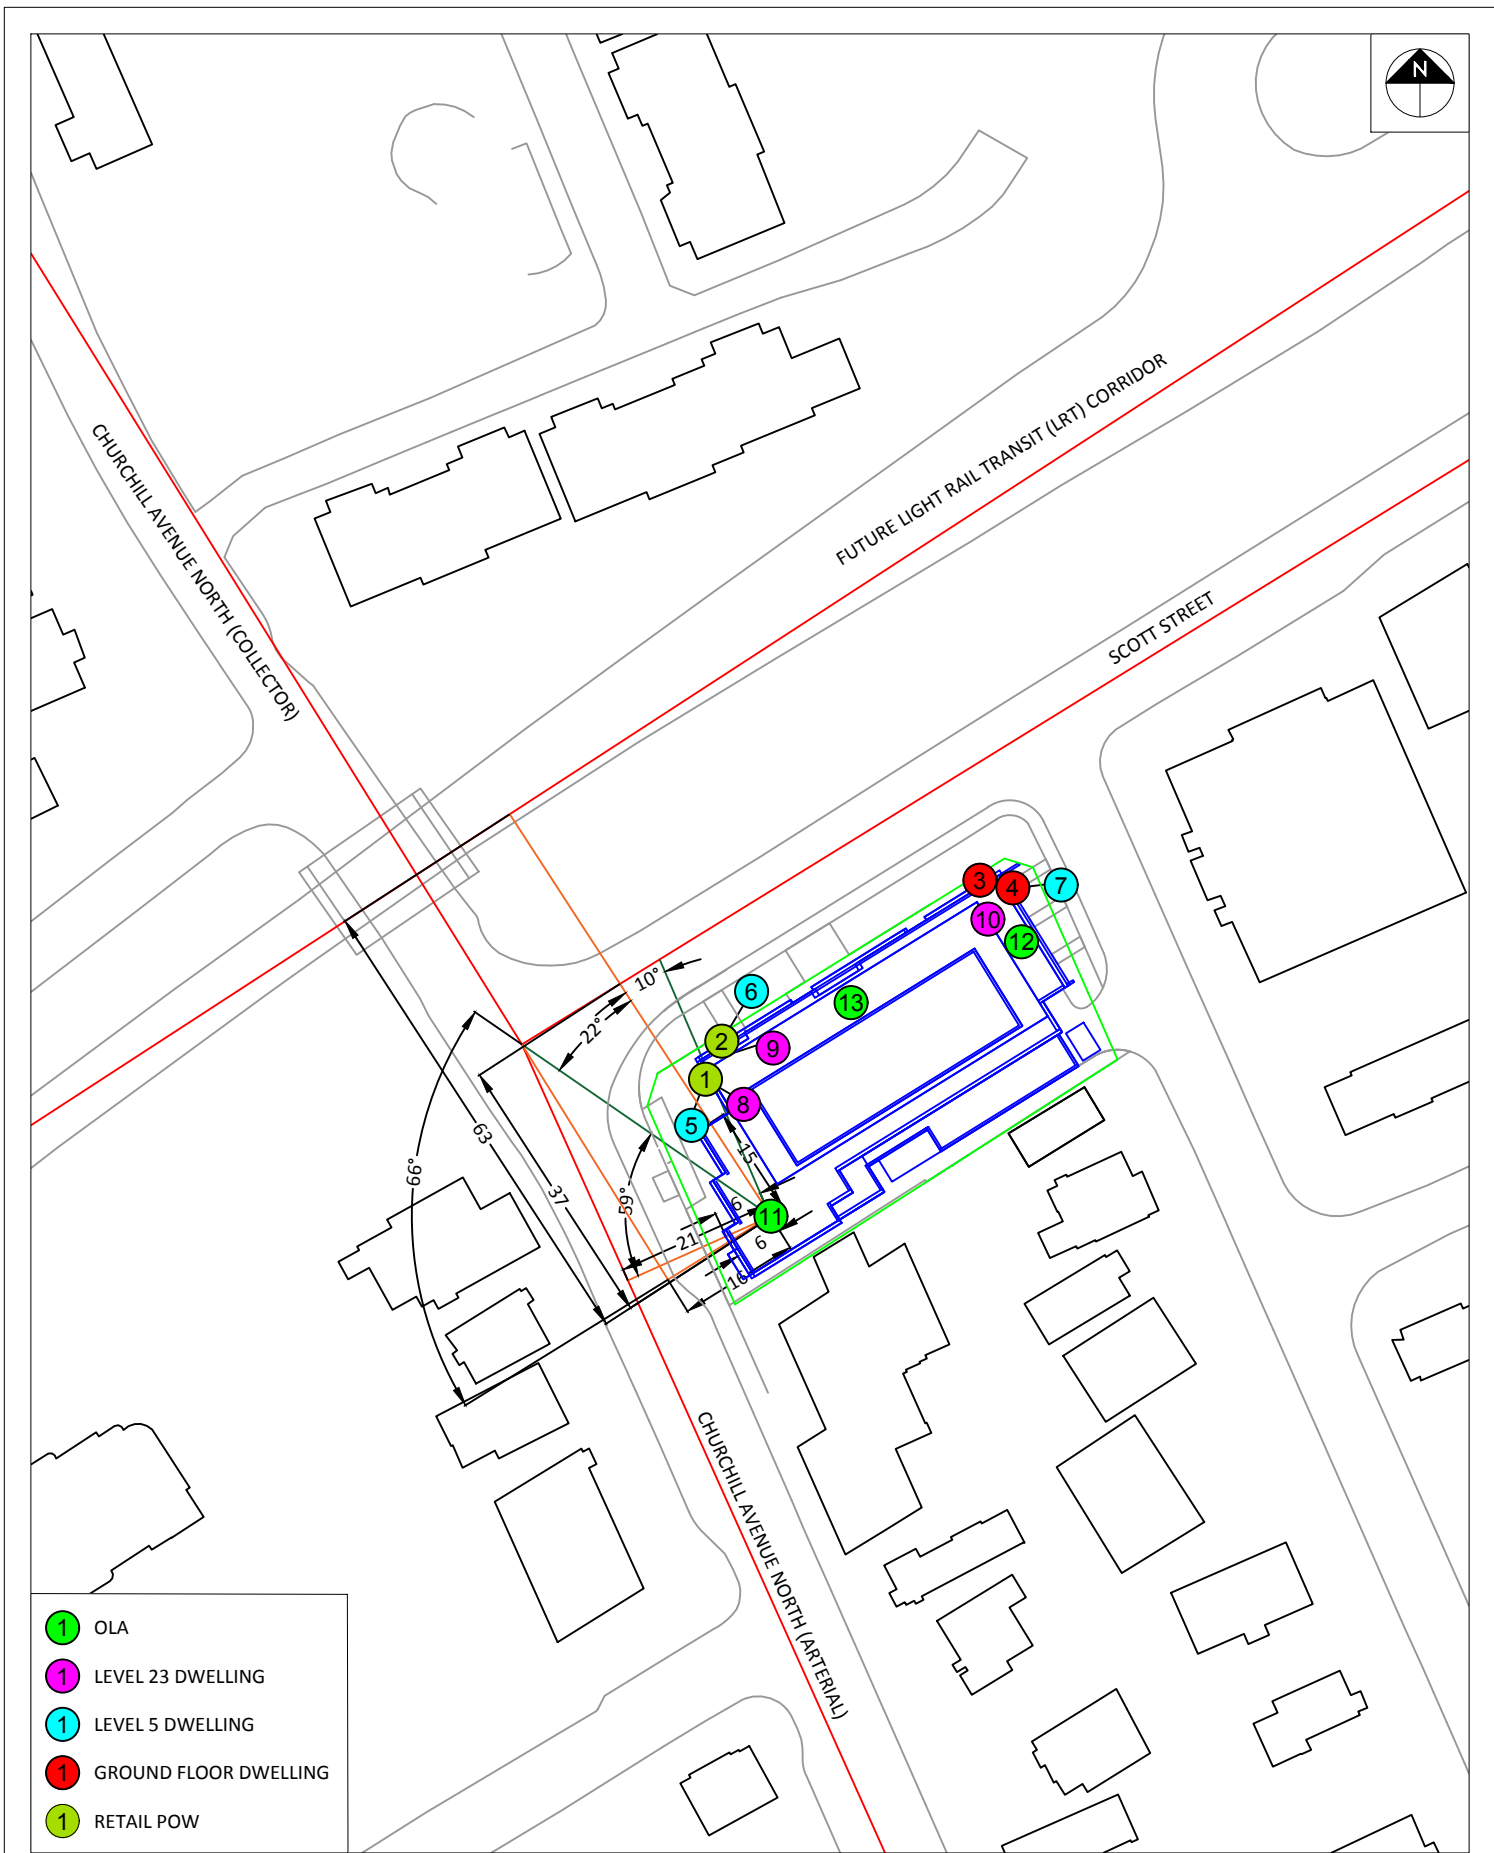 N
CHURCHILL AVENUE NORTH (COLLECTOR)
FUTURE LIGHT RAIL TRANSIT (LRT) CORRIDOR
SCOTT STREET
3
4
7
10
12
6
13
10°
22°
2
9
1
8
5
63
66°
37
59°
15
6
11
21
6
16
CHURCHILL AVENUE NORTH (ARTERIAL)
1 OLA
1 LEVEL 23 DWELLING
1 LEVEL 5 DWELLING
1 GROUND FLOOR DWELLING
1 RETAIL POW